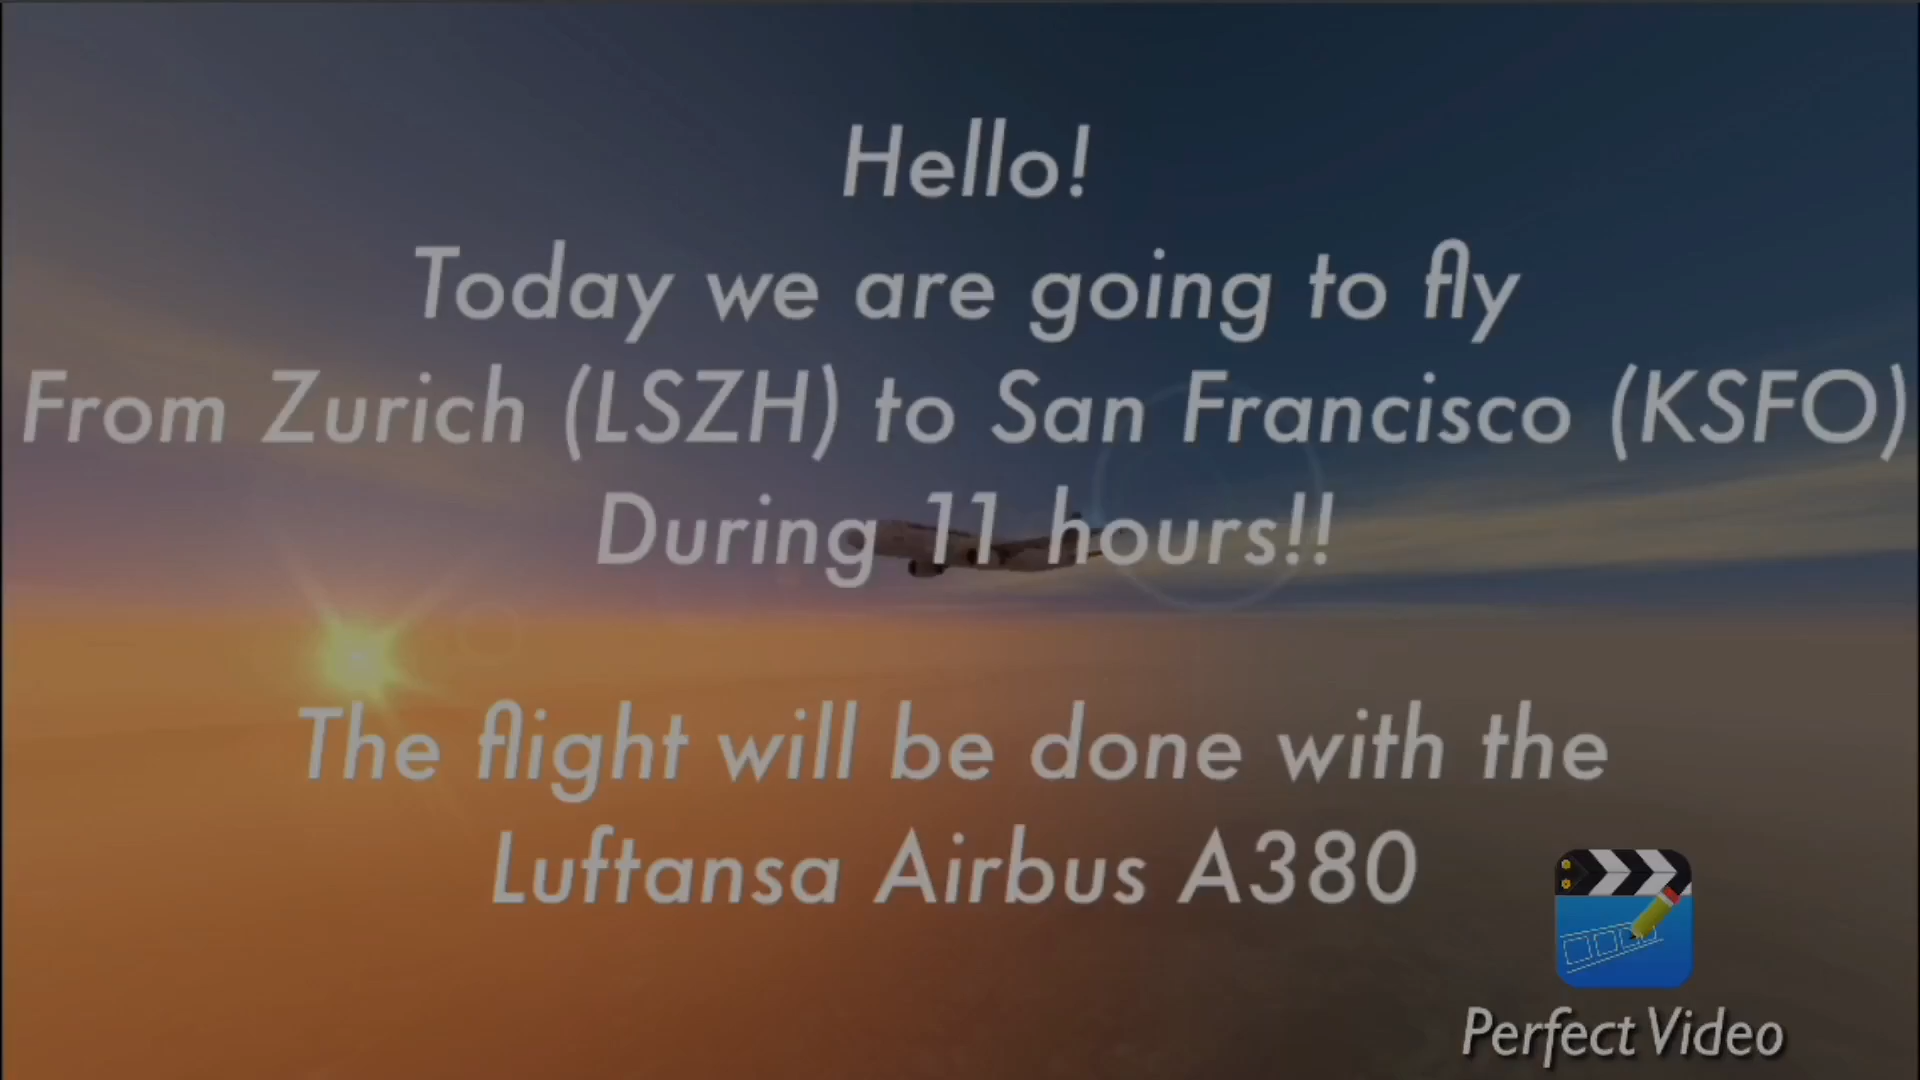 Hello!
Today we are going to fly
From Zurich (LSZH) to San Francisco (KSFO)
During 11 hours!!
The flight will be done with the
Luftansa Airbus A380
Perfect Video